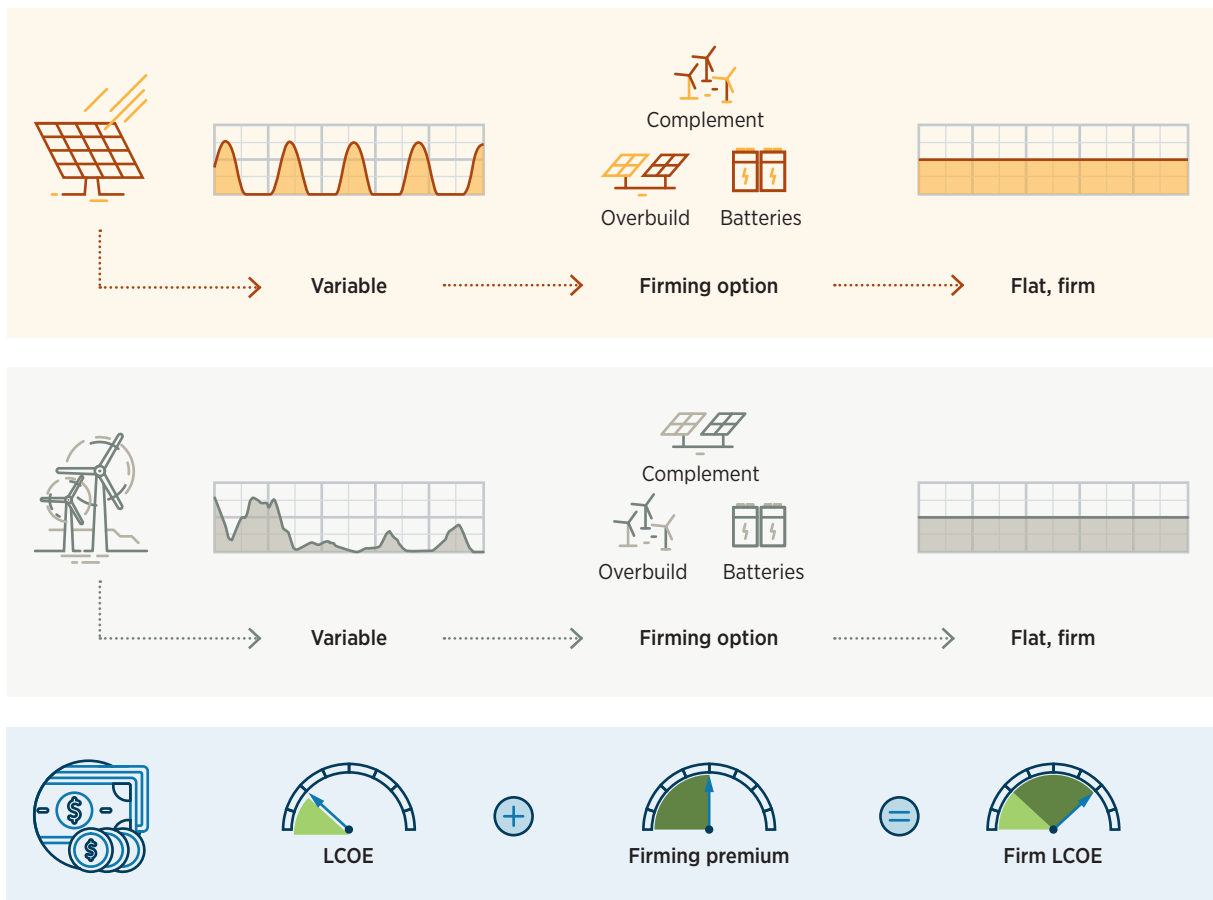 Complement
Overbuild
Batteries
Variable
Firming option
Flat, firm
Complement
Overbuild
Batteries
Variable
Firming option
Flat, firm
$
$
LCOE
+
Firming premium
=
Firm LCOE